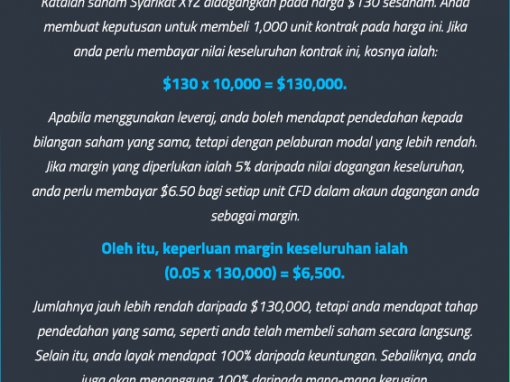 Katalah saham Syarikat XYZ didagangkan pada harga $130 sesaham. Anda
membuat keputusan untuk membeli 1,000 unit kontrak pada harga ini. Jika
anda perlu membayar nilai keseluruhan kontrak ini, kosnya ialah:
$130 x 10,000 = $130,000.
Apabila menggunakan leveraj, anda boleh mendapat pendedahan kepada
bilangan saham yang sama, tetapi dengan pelaburan modal yang lebih rendah.
Jika margin yang diperlukan ialah 5% daripada nilai dagangan keseluruhan,
anda perlu membayar $6.50 bagi setiap unit CFD dalam akaun dagangan anda
sebagai margin.
Oleh itu, keperluan margin keseluruhan ialah
(0.05 x 130,000) = $6,500.
Jumlahnya jauh lebih rendah daripada $130,000, tetapi anda mendapat tahap
pendedahan yang sama, seperti anda telah membeli saham secara langsung.
Selain itu, anda layak mendapat 100% daripada keuntungan. Sebaliknya, anda
juga akan menanggung 100% daripada mana-mana kerugian.